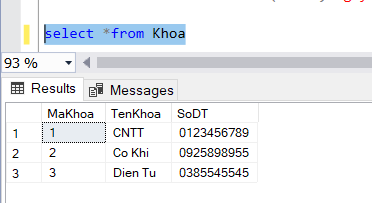 select *from Khoa
93 %
Results Messages
MaKhoa TenKhoa SoDT
1 1 CNTT 0123456789
2 2 Co Khi 0925898955
3 3 Dien Tu 0385545545